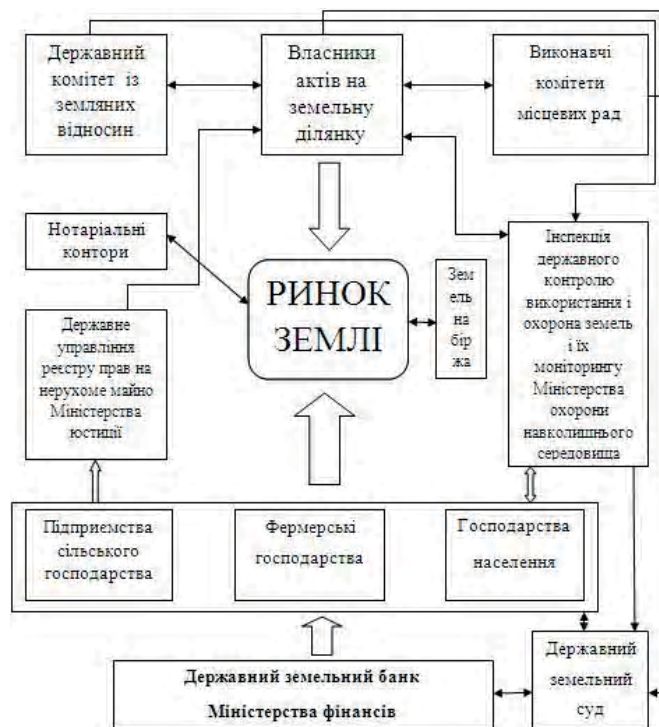 Державний
комітет із
земляних
відносин
Власники
актів на
земельну
ділянку
Виконавчі
комітети
місцевих рад
Нотаріальні
контори
РИНОК
ЗЕМЛІ
Зем
ель
на
бір
жа
Інспекція
державного
контролю
використання і
охорона земель
і їх
моніторингу
Міністерства
охорони
навколишнього
середовища
Державне
управління
реєстру прав на
нерухоме майно
Міністерства
юстиції
Підприємства
сільського
господарства
Фермерські
господарства
Господарства
населення
Державний земельний банк
Міністерства фінансів
Державний
земельний
суд